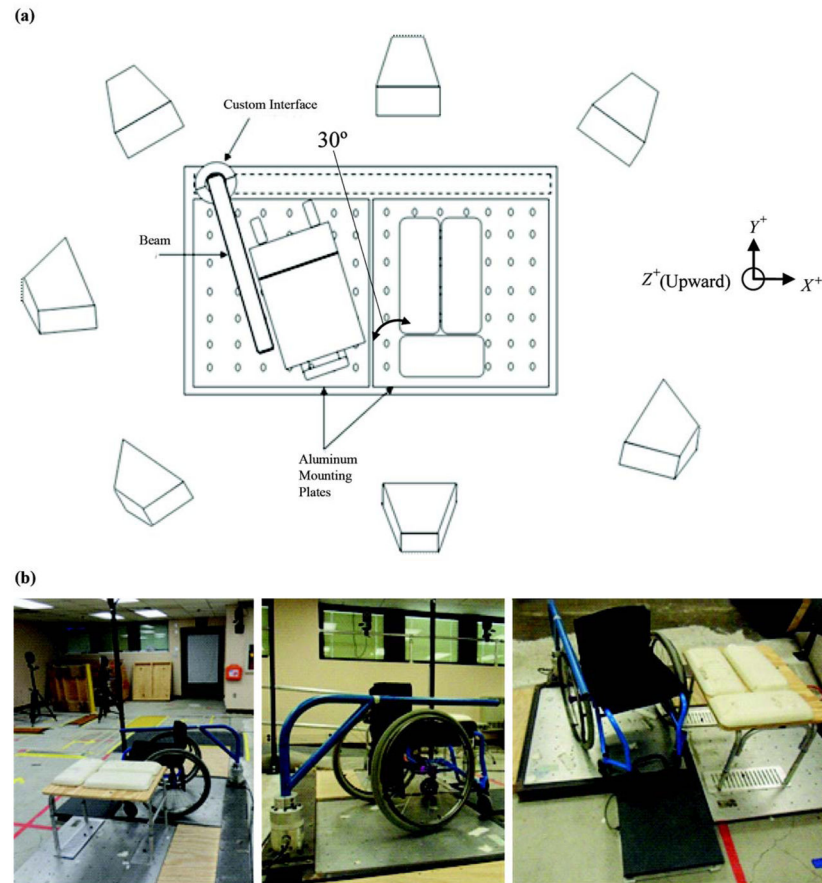 (a)
Custom Interface
30º
Beam
Y+
Z+(Upward)
X+
Aluminum
Mounting
Plates
(b)